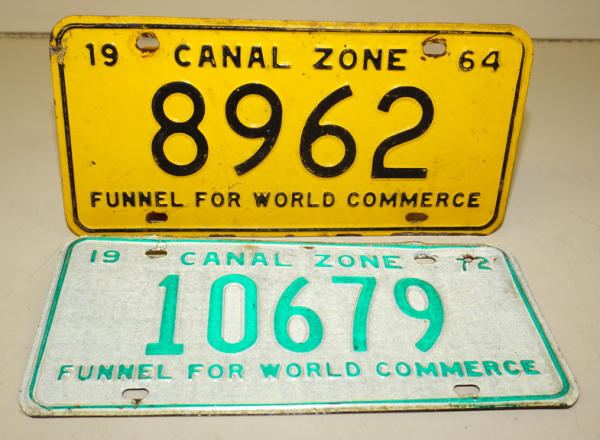 19 CANAL ZONE 64
8962
FUNNEL FOR WORLD COMMERCE
19 CANAL ZONE 72
10679
FUNNEL FOR WORLD COMMERCE